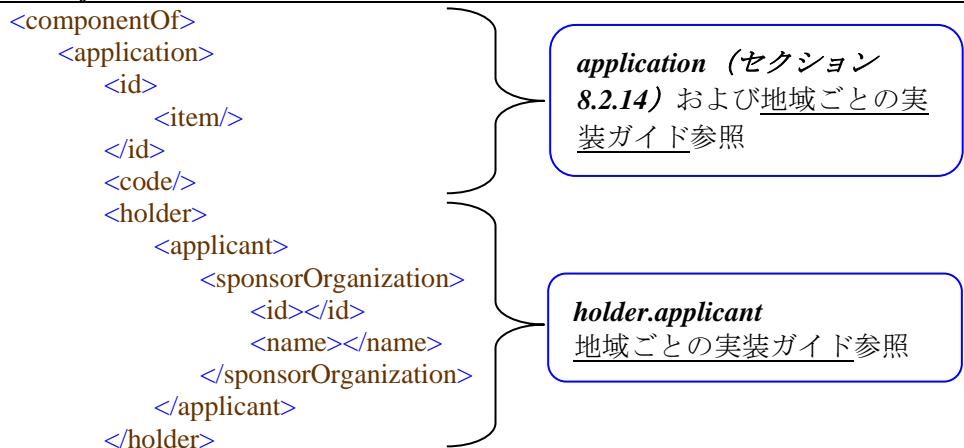 <componentOf>
<application>
<id>
<item/>
</id>
<code/>
<holder>
<applicant>
<sponsorOrganization>
<id></id>
<name></name>
</sponsorOrganization>
</applicant>
</holder>
application（セクション
8.2.14）および地域ごとの実
装ガイド参照
holder.applicant
地域ごとの実装ガイド参照